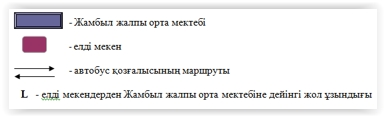 - Жамбыл жалпы орта мектебі
- елді мекен
- автобус қозғалысының маршруты
L - елді мекендерден Жамбыл жалпы орта мектебіне дейінгі жол ұзындығы